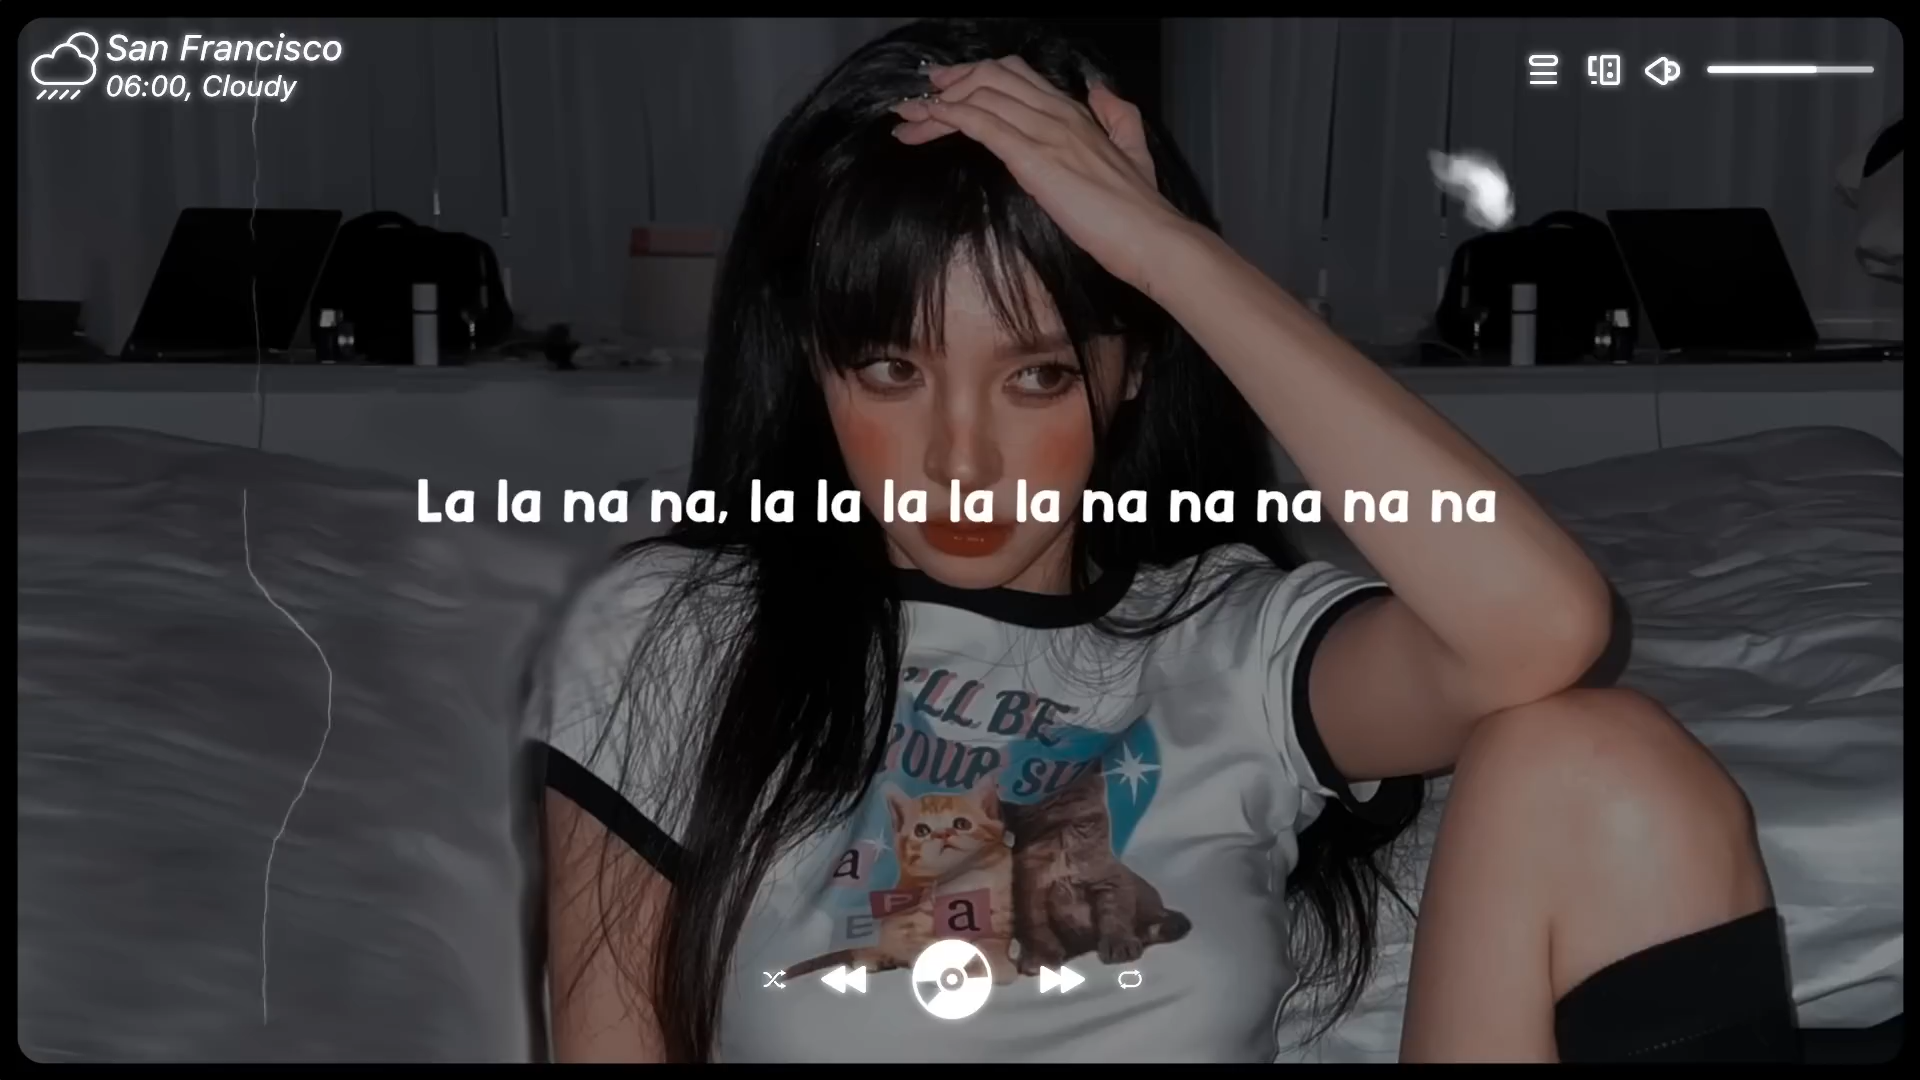 San Francisco
06:00, Cloudy
La la na na, la la la la la na na na na na
'LL BE
YOUR SU
a
P
E
a